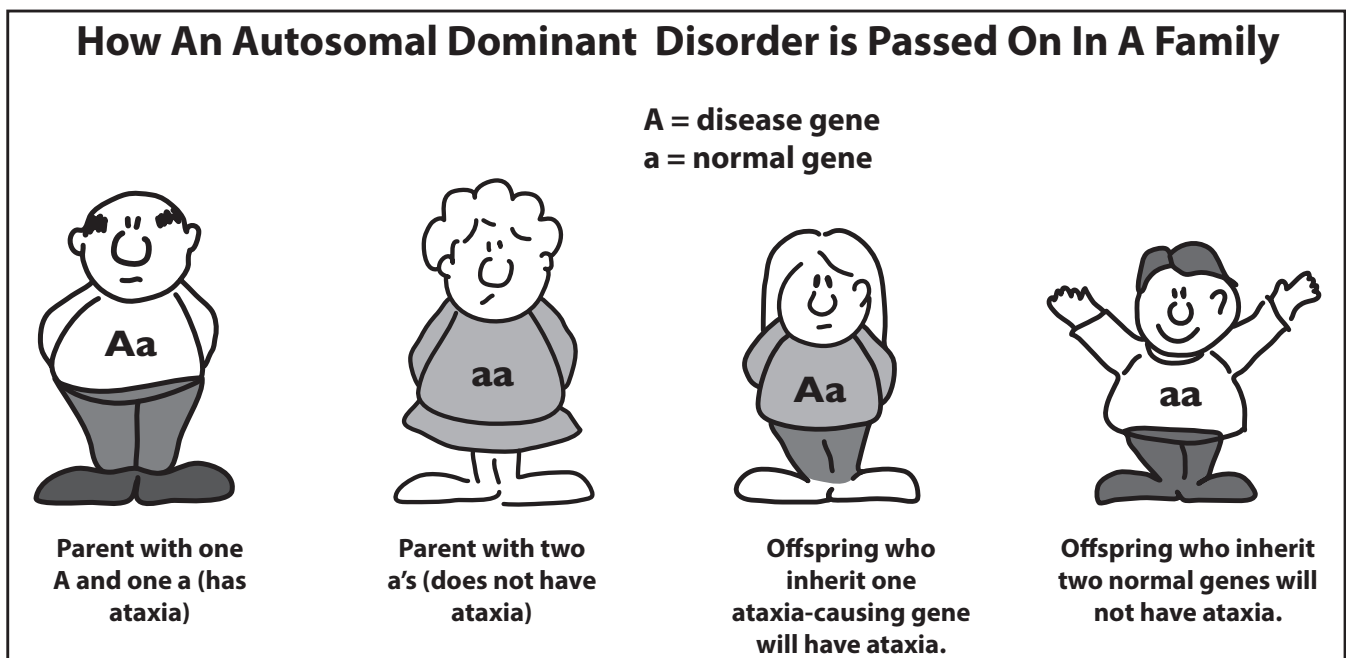 How An Autosomal Dominant Disorder is Passed On In A Family
A = disease gene
a = normal gene
Aa
aa
Aa
aa
Parent with one
A and one a (has
ataxia)
Parent with two
a's (does not have
ataxia)
Offspring who
inherit one
ataxia-causing gene
will have ataxia.
Offspring who inherit
two normal genes will
not have ataxia.